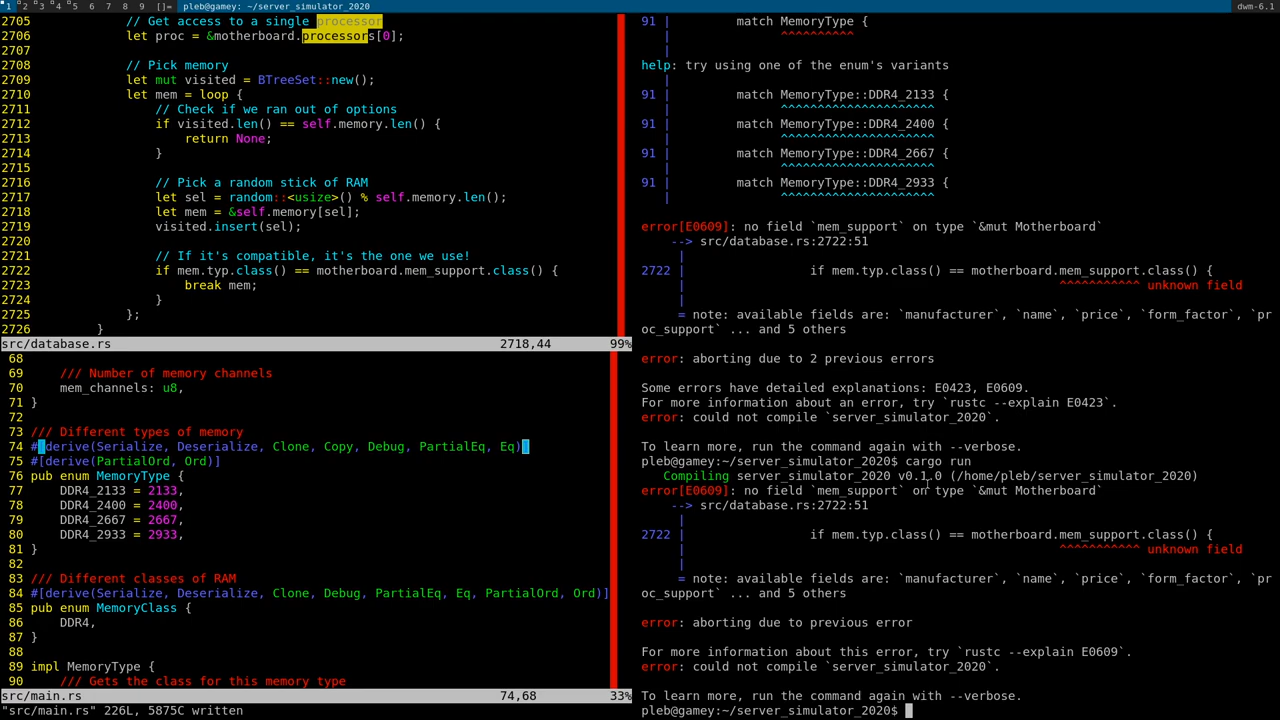 1 2 3 4 5 6 7 8 9 []= pleb@gamey: ~/server_simulator_2020 dwm-6.1
2705             // Get access to a single processor
2706             let proc = &motherboard.processors[0];
2707
2708             // Pick memory
2709             let mut visited = BTreeSet::new();
2710             let mem = loop {
2711                 // Check if we ran out of options
2712                 if visited.len() == self.memory.len() {
2713                     return None;
2714                 }
2715
2716                 // Pick a random stick of RAM
2717                 let sel = random::<usize>() % self.memory.len();
2718                 let mem = &self.memory[sel];
2719                 visited.insert(sel);
2720
2721                 // If it's compatible, it's the one we use!
2722                 if mem.typ.class() == motherboard.mem_support.class() {
2723                     break mem;
2724                 }
2725             };
2726         }
src/database.rs 2718,44 99%
68
69     /// Number of memory channels
70     mem_channels: u8,
71 }
72
73 /// Different types of memory
74 #[derive(Serialize, Deserialize, Clone, Copy, Debug, PartialEq, Eq)]
75 #[derive(PartialOrd, Ord)]
76 pub enum MemoryType {
77     DDR4_2133 = 2133,
78     DDR4_2400 = 2400,
79     DDR4_2667 = 2667,
80     DDR4_2933 = 2933,
81 }
82
83 /// Different classes of RAM
84 #[derive(Serialize, Deserialize, Clone, Debug, PartialEq, Eq, PartialOrd, Ord)]
85 pub enum MemoryClass {
86     DDR4,
87 }
88
89 impl MemoryType {
90     /// Gets the class for this memory type
src/main.rs 74,68 33%
"src/main.rs" 226L, 5875C written
91 |         match MemoryType {
   |               ^^^^^^^^^^
   |
help: try using one of the enum's variants
   |
91 |         match MemoryType::DDR4_2133 {
   |               ^^^^^^^^^^^^^^^^^^^^^
91 |         match MemoryType::DDR4_2400 {
   |               ^^^^^^^^^^^^^^^^^^^^^
91 |         match MemoryType::DDR4_2667 {
   |               ^^^^^^^^^^^^^^^^^^^^^
91 |         match MemoryType::DDR4_2933 {
   |               ^^^^^^^^^^^^^^^^^^^^^
   |
error[E0609]: no field `mem_support` on type `&mut Motherboard`
    --> src/database.rs:2722:51
     |
2722 |                 if mem.typ.class() == motherboard.mem_support.class() {
     |                                                   ^^^^^^^^^^^ unknown field
     |
     = note: available fields are: `manufacturer`, `name`, `price`, `form_factor`, `pr
oc_support` ... and 5 others
error: aborting due to 2 previous errors
Some errors have detailed explanations: E0423, E0609.
For more information about an error, try `rustc --explain E0423`.
error: could not compile `server_simulator_2020`.
To learn more, run the command again with --verbose.
pleb@gamey:~/server_simulator_2020$ cargo run
   Compiling server_simulator_2020 v0.1.0 (/home/pleb/server_simulator_2020)
error[E0609]: no field `mem_support` on type `&mut Motherboard`
    --> src/database.rs:2722:51
     |
2722 |                 if mem.typ.class() == motherboard.mem_support.class() {
     |                                                   ^^^^^^^^^^^ unknown field
     |
     = note: available fields are: `manufacturer`, `name`, `price`, `form_factor`, `pr
oc_support` ... and 5 others
error: aborting due to previous error
For more information about this error, try `rustc --explain E0609`.
error: could not compile `server_simulator_2020`.
To learn more, run the command again with --verbose.
pleb@gamey:~/server_simulator_2020$